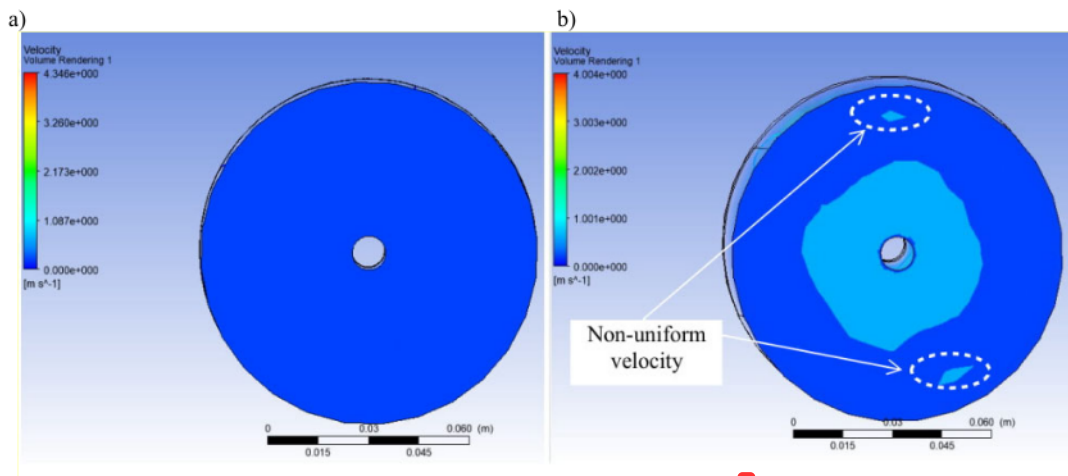 a)
Velocity
Volume Rendering 1
4.346e+000
3.260e+000
2.173e+000
1.087e+000
0.000e+000
[m s^-1]
0 0.03 0.060 (m)
0.015 0.045
b)
Velocity
Volume Rendering 1
4.004e+000
3.003e+000
2.002e+000
1.001e+000
0.000e+000
[m s^-1]
Non-uniform
velocity
0 0.03 0.060 (m)
0.015 0.045